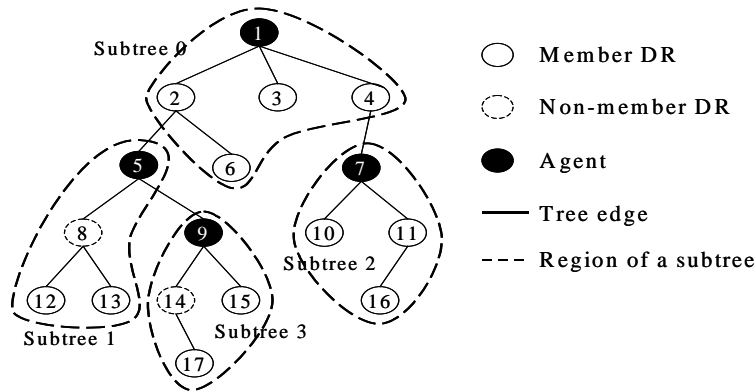 1
Subtree 0
Member DR
2
3
4
Non-member DR
5
6
7
Agent
Tree edge
8
9
10
11
Subtree 2
Region of a subtree
12
13
14
15
16
Subtree 3
Subtree 1
17